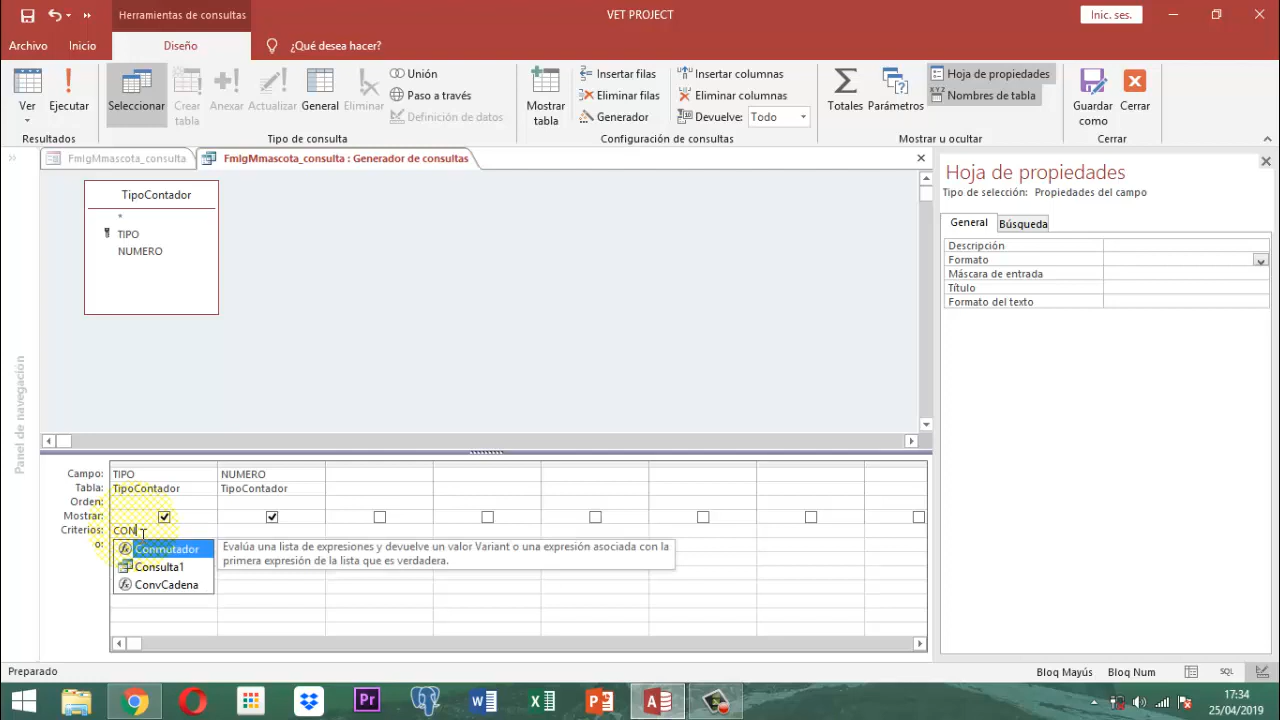 Herramientas de consulta
VET PROJECT
Inic. ses.
Archivo
Inicio
Diseño
¿Qué desea hacer?
Ver
Ejecutar
Seleccionar
Crear tabla
Anexar
Actualizar
General
Eliminar
Unión
Paso a través
Definición de datos
Mostrar tabla
Insertar filas
Eliminar filas
Generador
Insertar columnas
Eliminar columnas
Devuelve: Todo
Totales
Parámetros
Hoja de propiedades
XYZ Nombres de tabla
Guardar como
Cerrar
Resultados
Tipo de consulta
Configuración de consultas
Mostrar u ocultar
Cerrar
FmIgMmascota_consulta
FmIgMmascota_consulta : Generador de consultas
Panel de navegación
TipoContador
*
TIPO
NUMERO
Hoja de propiedades
Tipo de selección: Propiedades del campo
General
Búsqueda
Descripción
Formato
Máscara de entrada
Título
Formato del texto
Campo: TIPO NUMERO
Tabla: TipoContador TipoContador
Orden:
Mostrar:
Criterios: CON
o:
Conmutador
Consulta1
ConvCadena
Evalúa una lista de expresiones y devuelve un valor Variant o una expresión asociada con la
primera expresión de la lista que es verdadera.
Preparado
Bloq Mayús
Bloq Num
SQL
17:34
25/04/2019